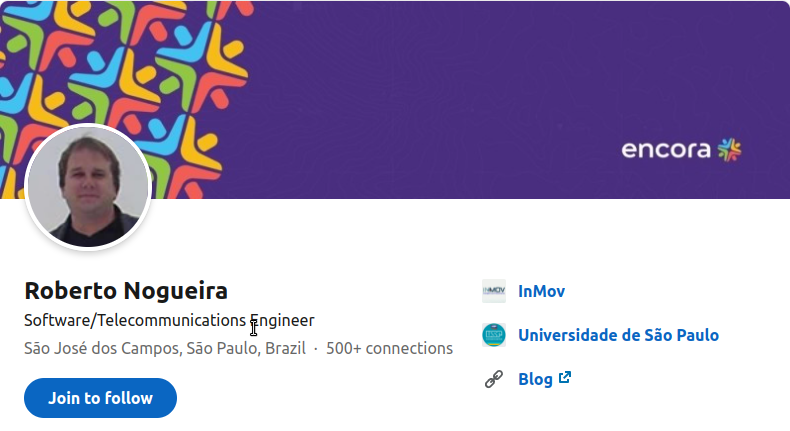 encora
Roberto Nogueira
Software/Telecommunications Engineer
São José dos Campos, São Paulo, Brazil · 500+ connections
Join to follow
INMOV
InMov
Universidade de São Paulo
Blog